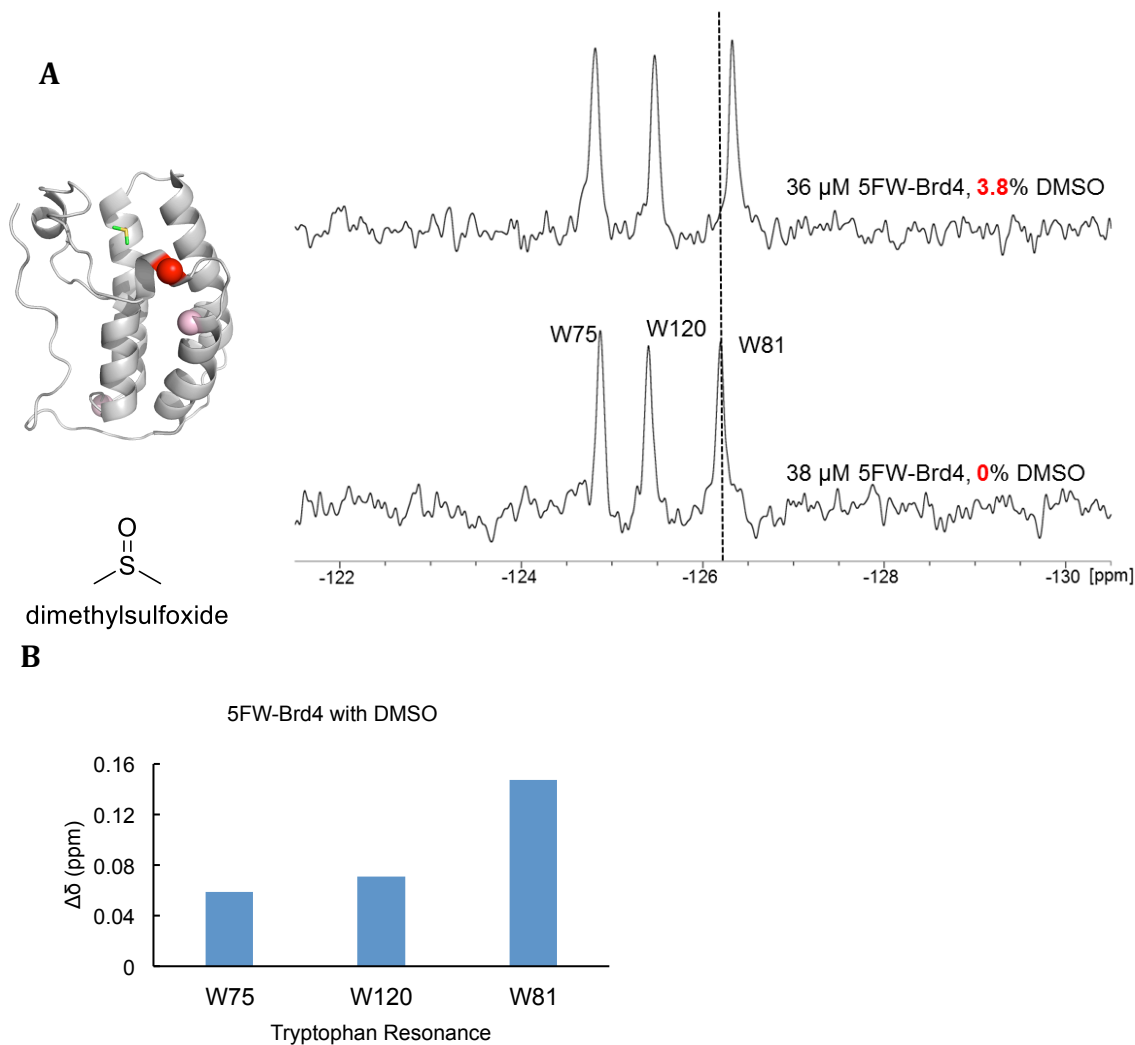 A
36 µM 5FW-Brd4, 3.8% DMSO
W75
W120
W81
38 µM 5FW-Brd4, 0% DMSO
-122
-124
-126
-128
-130
[ppm]
O
S
dimethylsulfoxide
B
5FW-Brd4 with DMSO
Δδ (ppm)
0.16
0.12
0.08
0.04
0
W75
W120
W81
Tryptophan Resonance